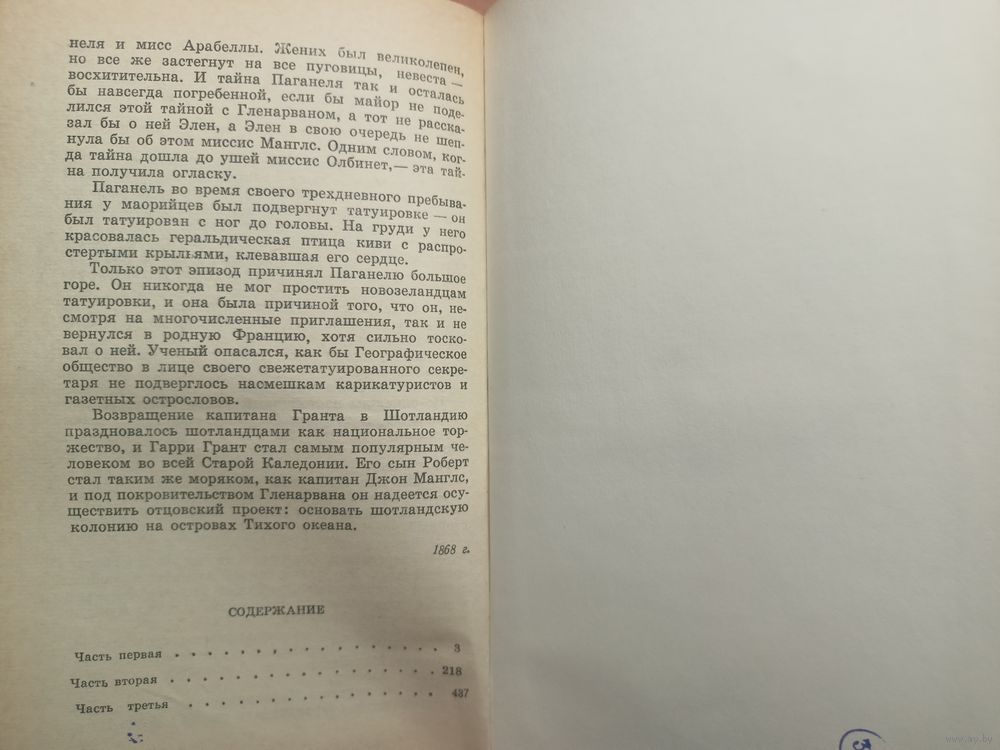 неля и мисс Арабеллы. Жених был великолепен,
но все же застегнут на все пуговицы, невеста —
восхитительна. И тайна Паганеля так и осталась
бы навсегда погребенной, если бы майор не поде-
лился этой тайной с Гленарваном, а тот не расска-
зал бы о ней Элен, а Элен в свою очередь не шеп-
нула бы об этом миссис Манглс. Одним словом, ког-
да тайна дошла до ушей миссис Олбинет,— эта тай-
на получила огласку.
Паганель во время своего трехдневного пребыва-
ния у маорийцев был подвергнут татуировке — он
был татуирован с ног до головы. На груди у него
красовалась геральдическая птица киви с распро-
стертыми крыльями, клевавшая его сердце.
Только этот эпизод причинял Паганелю большое
горе. Он никогда не мог простить новозеландцам
татуировки, и она была причиной того, что он, не-
смотря на многочисленные приглашения, так и не
вернулся в родную Францию, хотя сильно тоско-
вал о ней. Ученый опасался, как бы Географическое
общество в лице своего свежетатуированного секре-
таря не подверглось насмешкам карикатуристов и
газетных острословов.
Возвращение капитана Гранта в Шотландию
праздновалось шотландцами как национальное тор-
жество, и Гарри Грант стал самым популярным че-
ловеком во всей Старой Каледонии. Его сын Роберт
стал таким же моряком, как капитан Джон Манглс,
и под покровительством Гленарвана он надеется осу-
ществить отцовский проект: основать шотландскую
колонию на островах Тихого океана.
1868 г.
СОДЕРЖАНИЕ
Часть первая . . . . . . . . . . . . . . . . . 3
Часть вторая . . . . . . . . . . . . . . . . . 218
Часть третья . . . . . . . . . . . . . . . . 437
www.ay.by